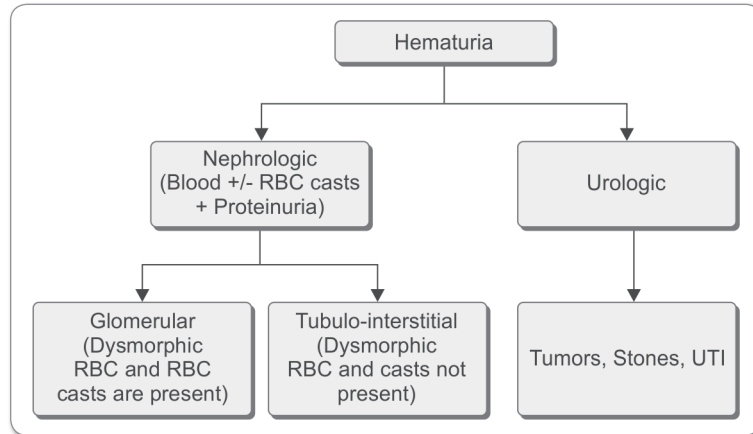 Hematuria
Nephrologic
(Blood +/- RBC casts
+ Proteinuria)
Urologic
Glomerular
(Dysmorphic
RBC and RBC
casts are present)
Tubulo-interstitial
(Dysmorphic
RBC and casts not
present)
Tumors, Stones, UTI